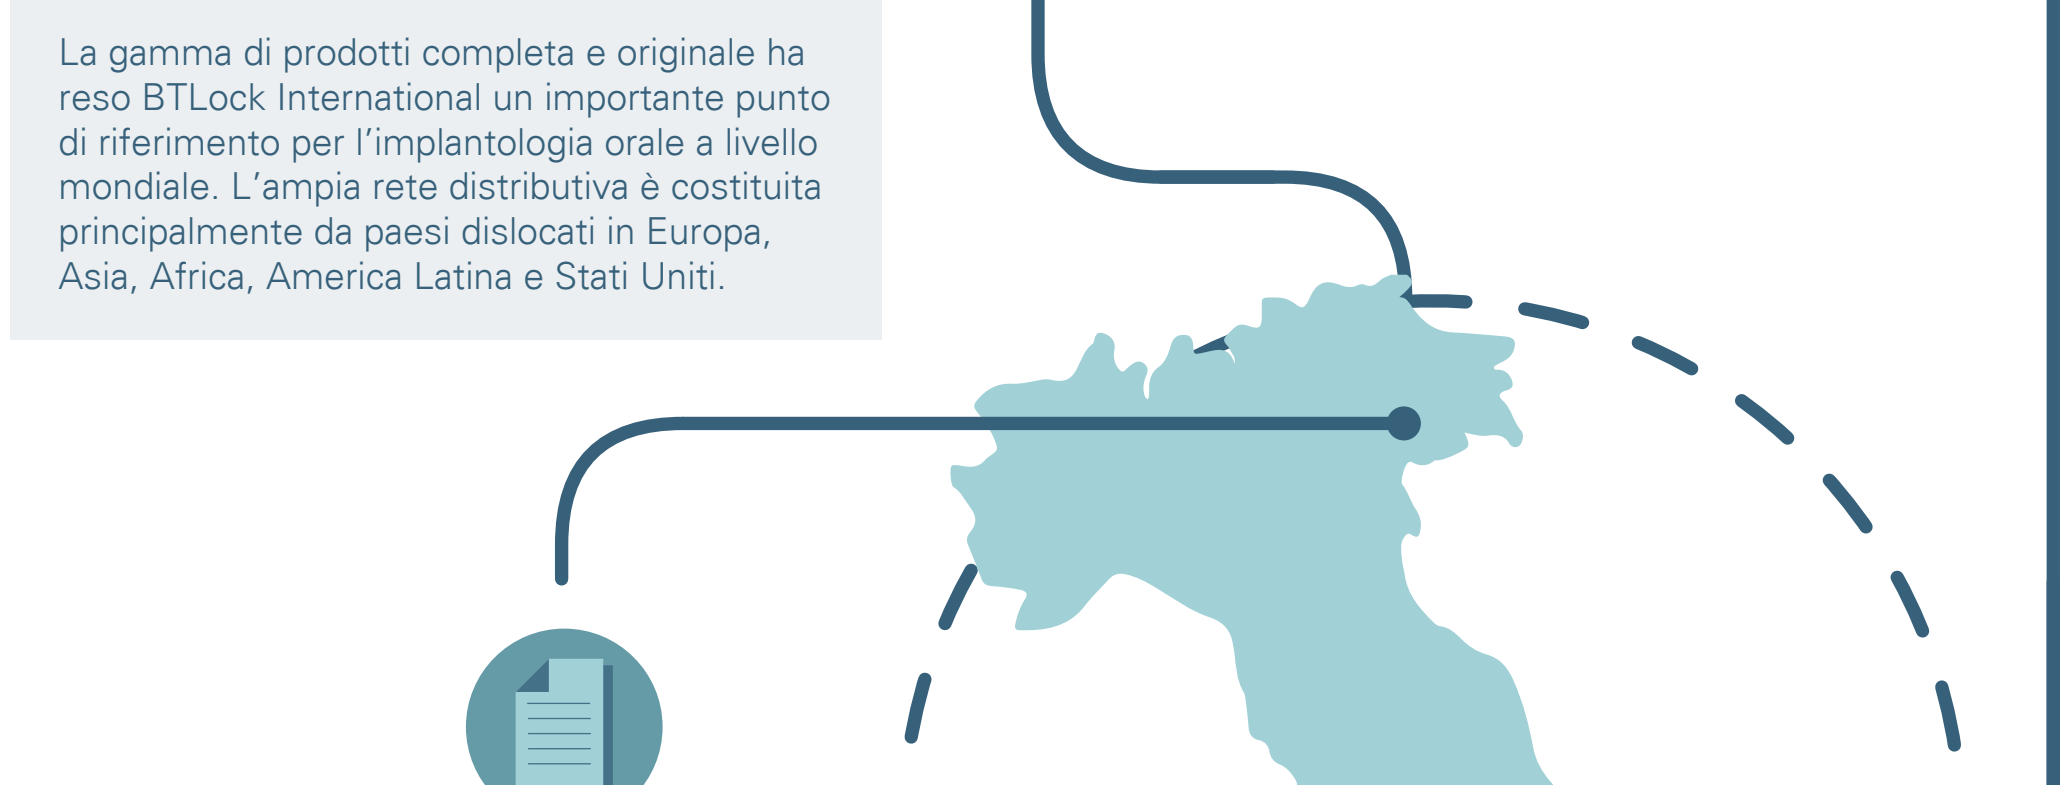 La gamma di prodotti completa e originale ha
reso BTLock International un importante punto
di riferimento per l’implantologia orale a livello
mondiale. L’ampia rete distributiva è costituita
principalmente da paesi dislocati in Europa,
Asia, Africa, America Latina e Stati Uniti.